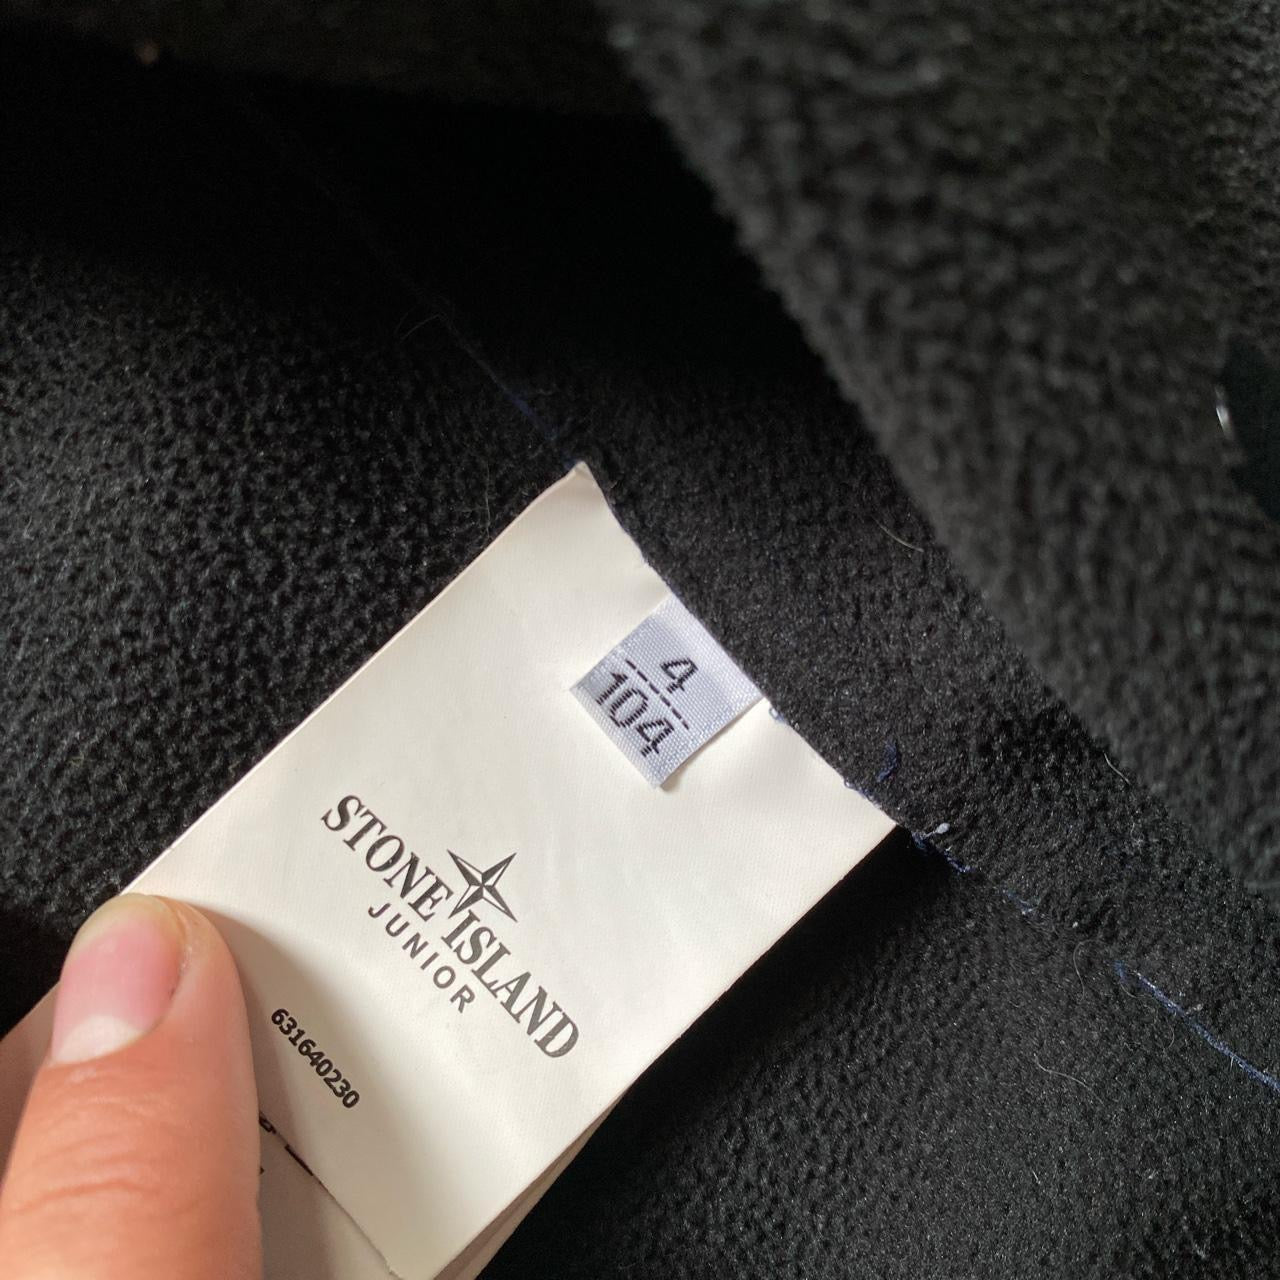 4
104
STONE ISLAND
JUNIOR
631640230